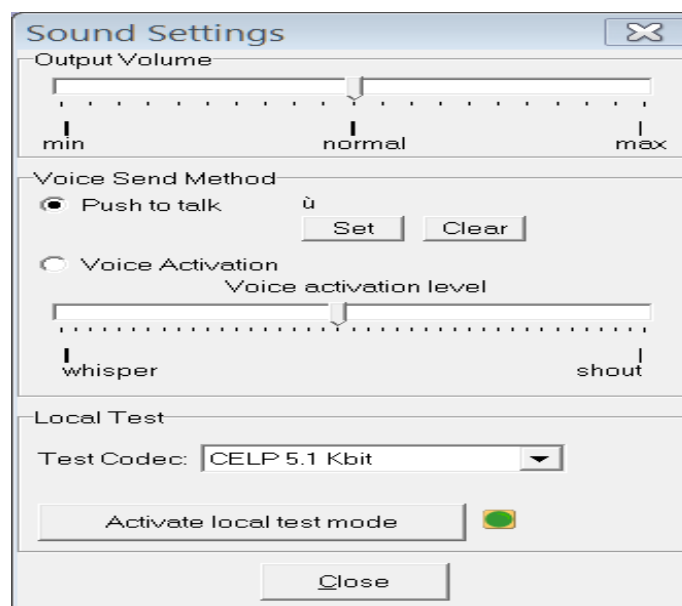 Sound Settings
Output Volume
min normal max
Voice Send Method
Push to talk ù
Set Clear
Voice Activation
Voice activation level
whisper shout
Local Test
Test Codec: CELP 5.1 Kbit
Activate local test mode
Close